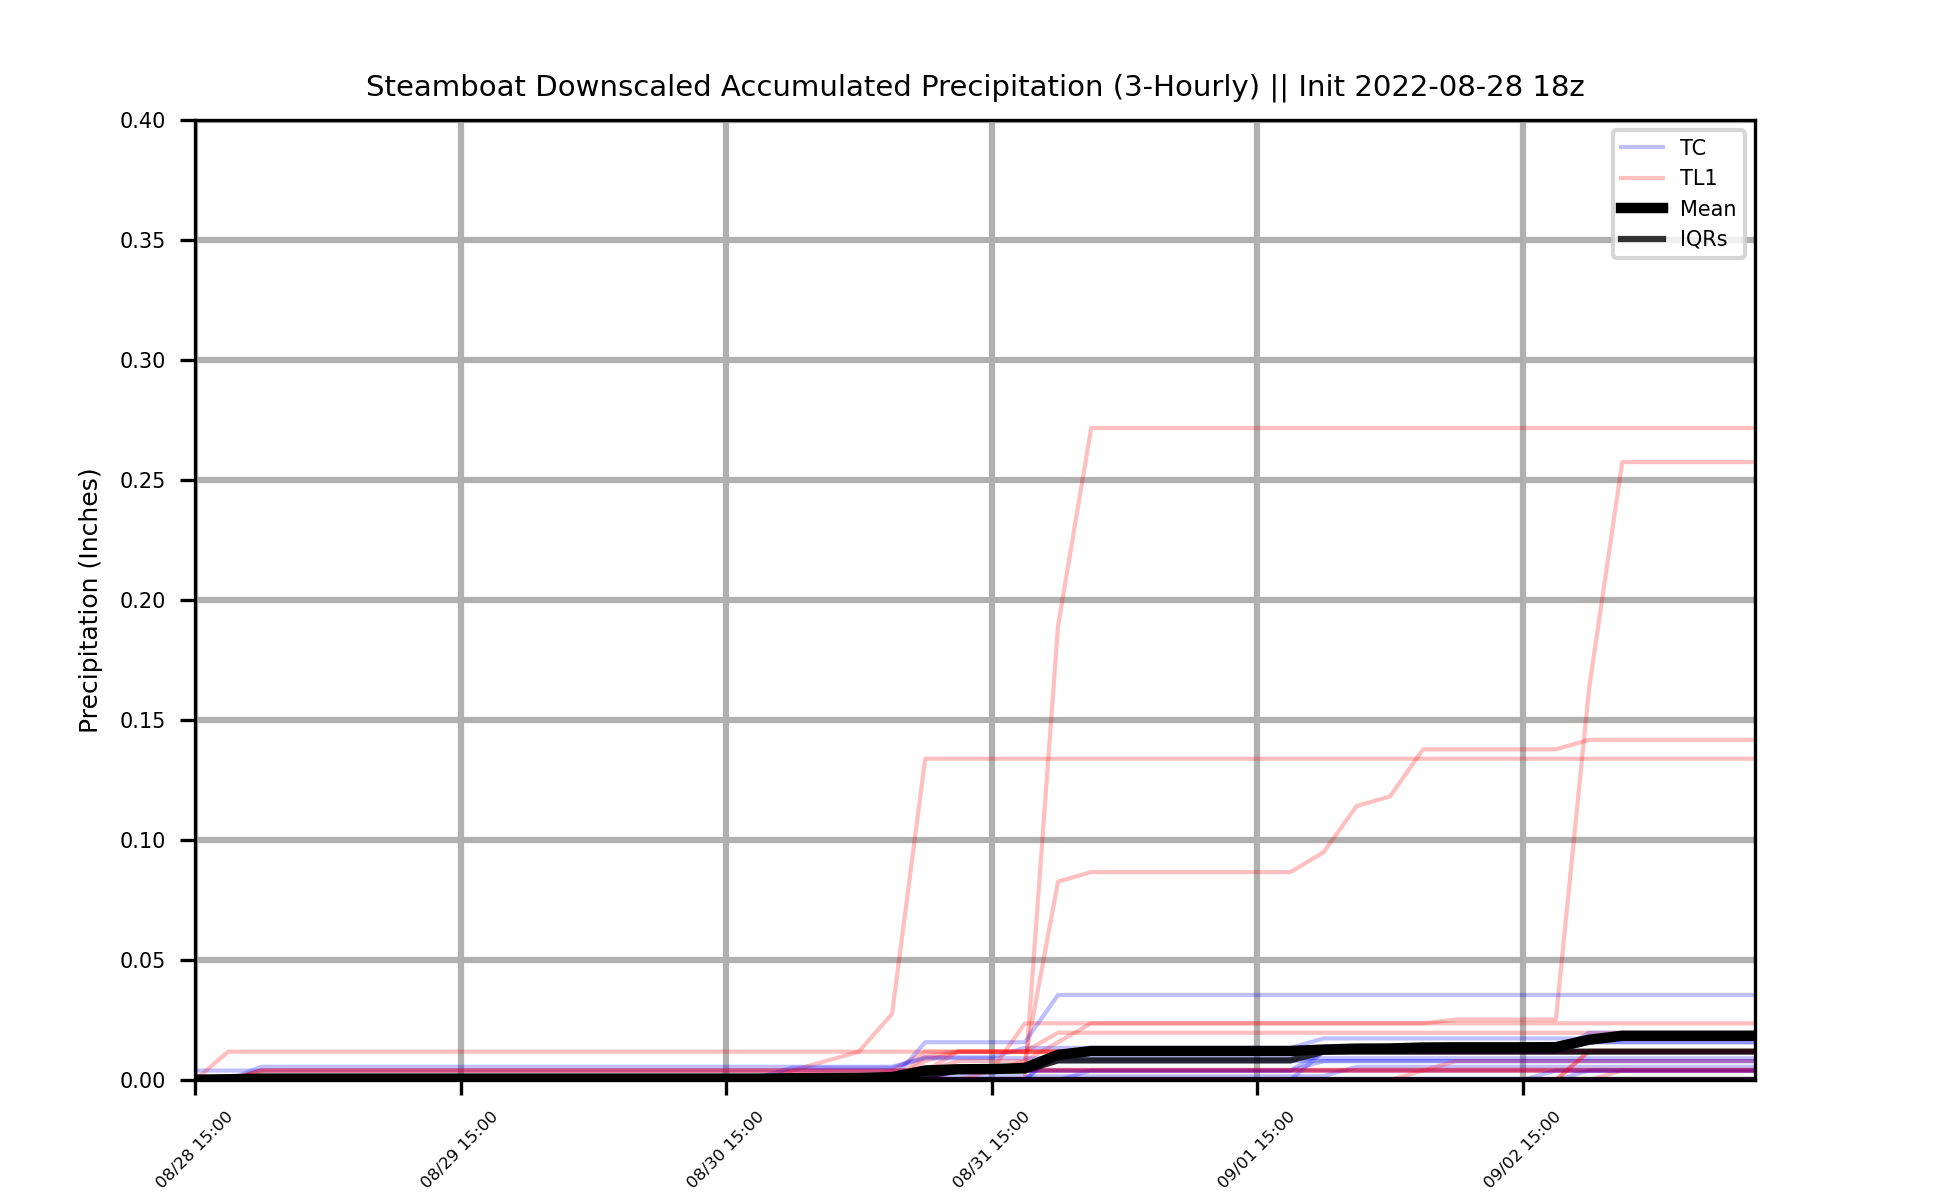 Steamboat Downscaled Accumulated Precipitation (3-Hourly) || Init 2022-08-28 18z
TC
TL1
Mean
IQRs
Precipitation (Inches)
0.40
0.35
0.30
0.25
0.20
0.15
0.10
0.05
0.00
08/28 15:00
08/29 15:00
08/30 15:00
08/31 15:00
09/01 15:00
09/02 15:00